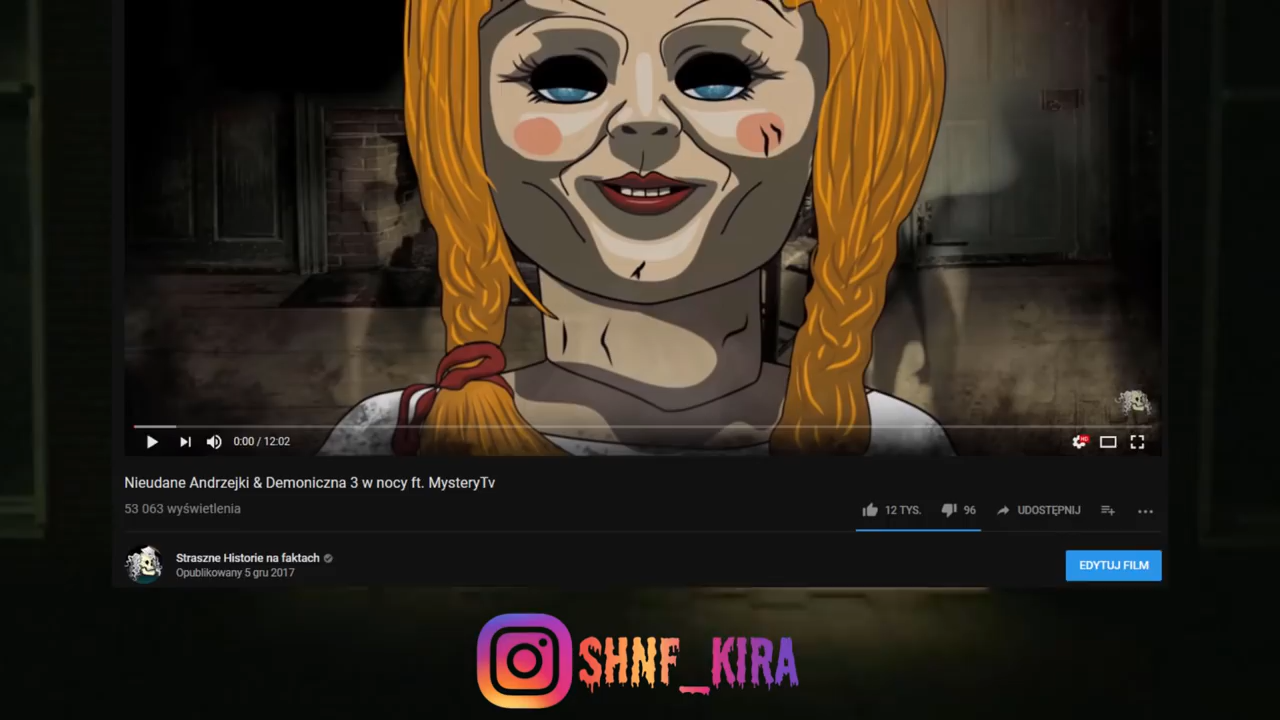 0:00 / 12:02
HD
Nieudane Andrzejki & Demoniczna 3 w nocy ft. MysteryTv
53 063 wyświetlenia
12 TYS. 96 UDOSTĘPNIJ
Straszne Historie na faktach
Opublikowany 5 gru 2017
EDYTUJ FILM
SHNF_KIRA